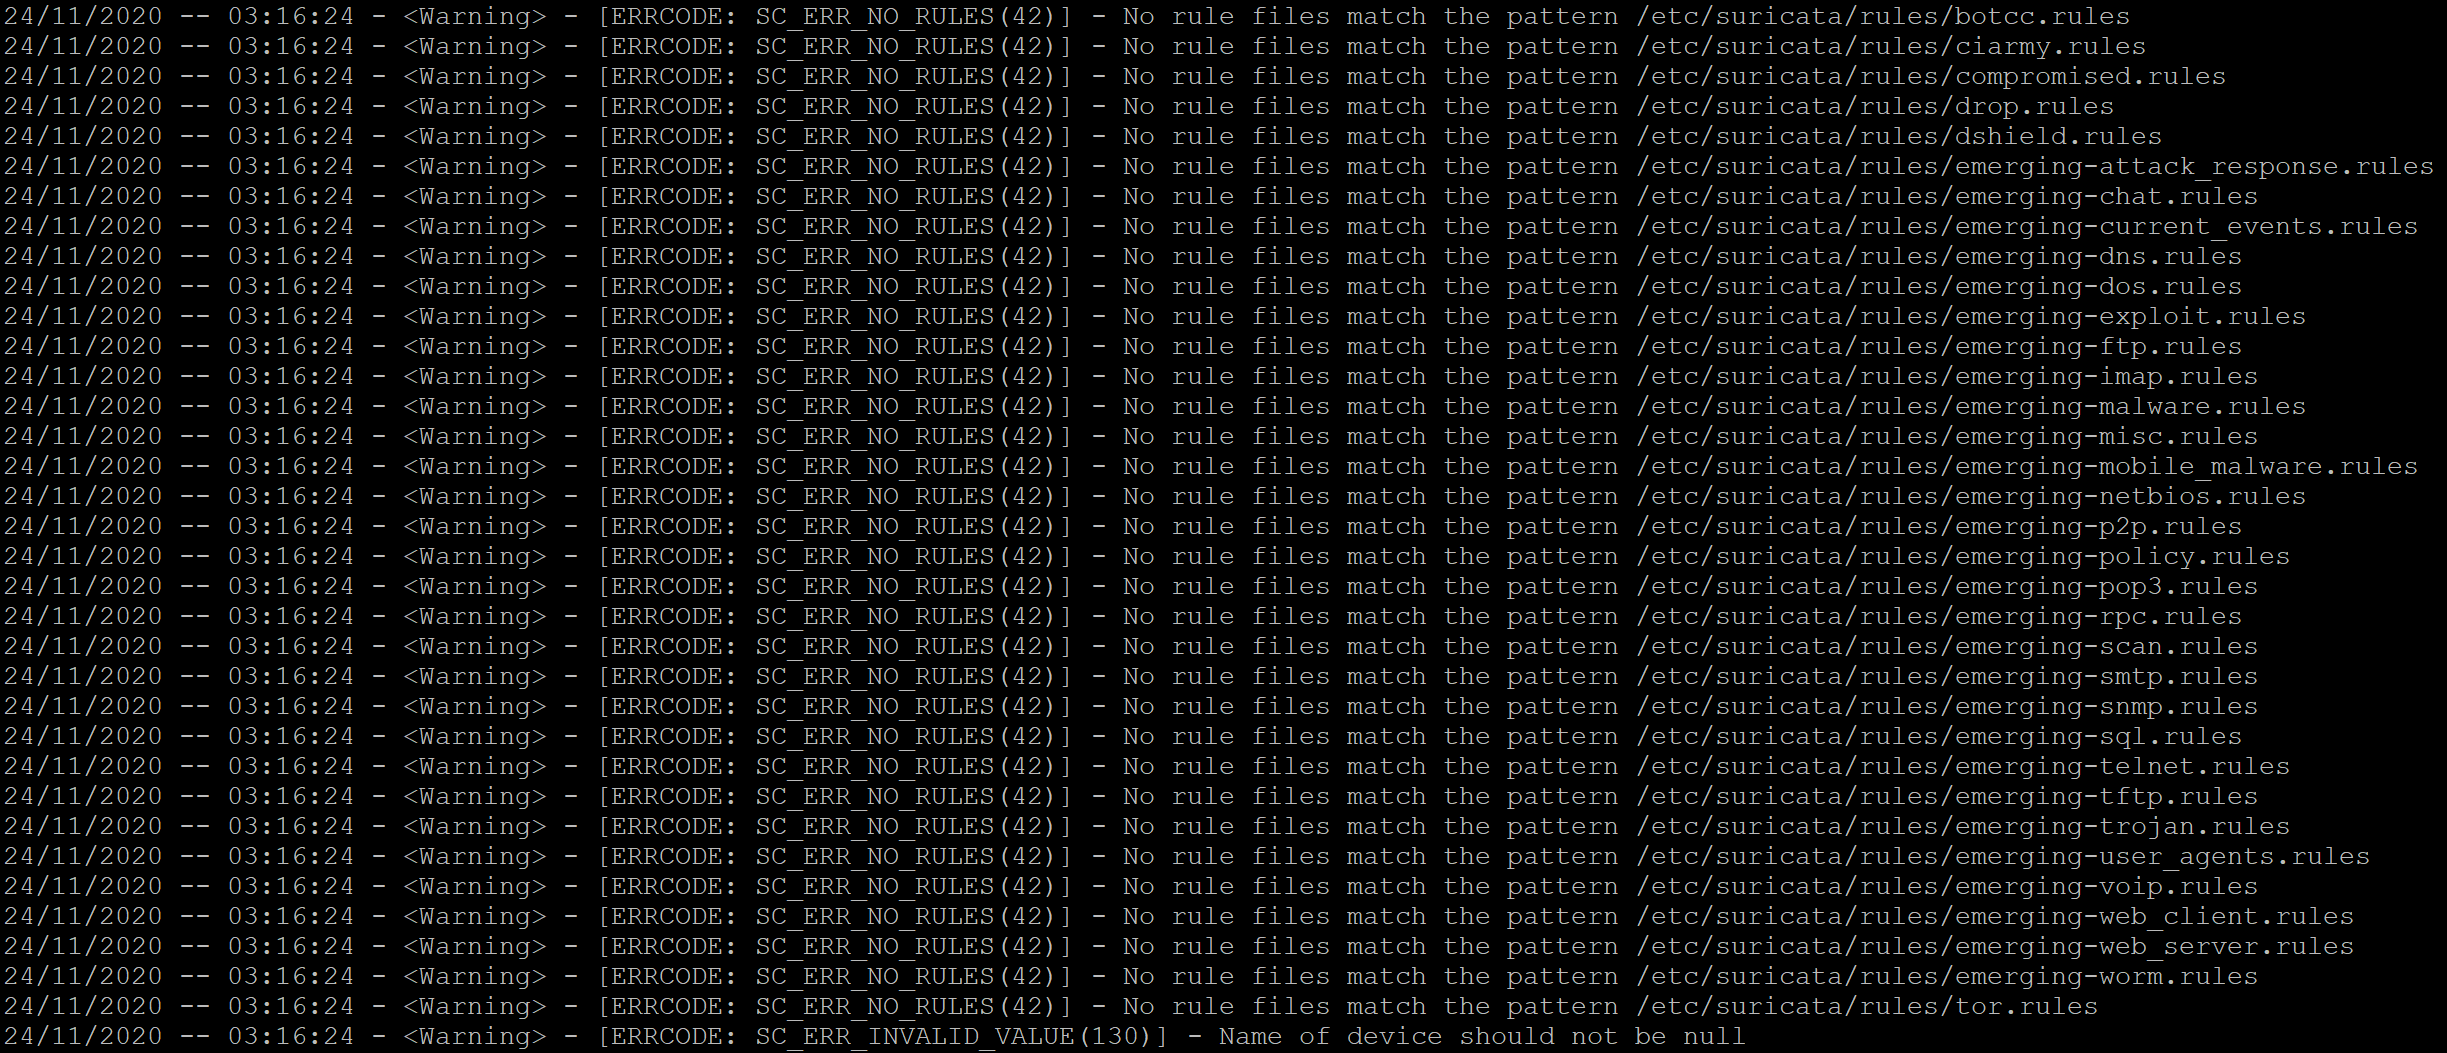 24/11/2020 -- 03:16:24 - <Warning> - [ERRCODE: SC_ERR_NO_RULES(42)] - No rule files match the pattern /etc/suricata/rules/botcc.rules
24/11/2020 -- 03:16:24 - <Warning> - [ERRCODE: SC_ERR_NO_RULES(42)] - No rule files match the pattern /etc/suricata/rules/ciarmy.rules
24/11/2020 -- 03:16:24 - <Warning> - [ERRCODE: SC_ERR_NO_RULES(42)] - No rule files match the pattern /etc/suricata/rules/compromised.rules
24/11/2020 -- 03:16:24 - <Warning> - [ERRCODE: SC_ERR_NO_RULES(42)] - No rule files match the pattern /etc/suricata/rules/drop.rules
24/11/2020 -- 03:16:24 - <Warning> - [ERRCODE: SC_ERR_NO_RULES(42)] - No rule files match the pattern /etc/suricata/rules/dshield.rules
24/11/2020 -- 03:16:24 - <Warning> - [ERRCODE: SC_ERR_NO_RULES(42)] - No rule files match the pattern /etc/suricata/rules/emerging-attack_response.rules
24/11/2020 -- 03:16:24 - <Warning> - [ERRCODE: SC_ERR_NO_RULES(42)] - No rule files match the pattern /etc/suricata/rules/emerging-chat.rules
24/11/2020 -- 03:16:24 - <Warning> - [ERRCODE: SC_ERR_NO_RULES(42)] - No rule files match the pattern /etc/suricata/rules/emerging-current_events.rules
24/11/2020 -- 03:16:24 - <Warning> - [ERRCODE: SC_ERR_NO_RULES(42)] - No rule files match the pattern /etc/suricata/rules/emerging-dns.rules
24/11/2020 -- 03:16:24 - <Warning> - [ERRCODE: SC_ERR_NO_RULES(42)] - No rule files match the pattern /etc/suricata/rules/emerging-dos.rules
24/11/2020 -- 03:16:24 - <Warning> - [ERRCODE: SC_ERR_NO_RULES(42)] - No rule files match the pattern /etc/suricata/rules/emerging-exploit.rules
24/11/2020 -- 03:16:24 - <Warning> - [ERRCODE: SC_ERR_NO_RULES(42)] - No rule files match the pattern /etc/suricata/rules/emerging-ftp.rules
24/11/2020 -- 03:16:24 - <Warning> - [ERRCODE: SC_ERR_NO_RULES(42)] - No rule files match the pattern /etc/suricata/rules/emerging-imap.rules
24/11/2020 -- 03:16:24 - <Warning> - [ERRCODE: SC_ERR_NO_RULES(42)] - No rule files match the pattern /etc/suricata/rules/emerging-malware.rules
24/11/2020 -- 03:16:24 - <Warning> - [ERRCODE: SC_ERR_NO_RULES(42)] - No rule files match the pattern /etc/suricata/rules/emerging-misc.rules
24/11/2020 -- 03:16:24 - <Warning> - [ERRCODE: SC_ERR_NO_RULES(42)] - No rule files match the pattern /etc/suricata/rules/emerging-mobile_malware.rules
24/11/2020 -- 03:16:24 - <Warning> - [ERRCODE: SC_ERR_NO_RULES(42)] - No rule files match the pattern /etc/suricata/rules/emerging-netbios.rules
24/11/2020 -- 03:16:24 - <Warning> - [ERRCODE: SC_ERR_NO_RULES(42)] - No rule files match the pattern /etc/suricata/rules/emerging-p2p.rules
24/11/2020 -- 03:16:24 - <Warning> - [ERRCODE: SC_ERR_NO_RULES(42)] - No rule files match the pattern /etc/suricata/rules/emerging-policy.rules
24/11/2020 -- 03:16:24 - <Warning> - [ERRCODE: SC_ERR_NO_RULES(42)] - No rule files match the pattern /etc/suricata/rules/emerging-pop3.rules
24/11/2020 -- 03:16:24 - <Warning> - [ERRCODE: SC_ERR_NO_RULES(42)] - No rule files match the pattern /etc/suricata/rules/emerging-rpc.rules
24/11/2020 -- 03:16:24 - <Warning> - [ERRCODE: SC_ERR_NO_RULES(42)] - No rule files match the pattern /etc/suricata/rules/emerging-scan.rules
24/11/2020 -- 03:16:24 - <Warning> - [ERRCODE: SC_ERR_NO_RULES(42)] - No rule files match the pattern /etc/suricata/rules/emerging-smtp.rules
24/11/2020 -- 03:16:24 - <Warning> - [ERRCODE: SC_ERR_NO_RULES(42)] - No rule files match the pattern /etc/suricata/rules/emerging-snmp.rules
24/11/2020 -- 03:16:24 - <Warning> - [ERRCODE: SC_ERR_NO_RULES(42)] - No rule files match the pattern /etc/suricata/rules/emerging-sql.rules
24/11/2020 -- 03:16:24 - <Warning> - [ERRCODE: SC_ERR_NO_RULES(42)] - No rule files match the pattern /etc/suricata/rules/emerging-telnet.rules
24/11/2020 -- 03:16:24 - <Warning> - [ERRCODE: SC_ERR_NO_RULES(42)] - No rule files match the pattern /etc/suricata/rules/emerging-tftp.rules
24/11/2020 -- 03:16:24 - <Warning> - [ERRCODE: SC_ERR_NO_RULES(42)] - No rule files match the pattern /etc/suricata/rules/emerging-trojan.rules
24/11/2020 -- 03:16:24 - <Warning> - [ERRCODE: SC_ERR_NO_RULES(42)] - No rule files match the pattern /etc/suricata/rules/emerging-user_agents.rules
24/11/2020 -- 03:16:24 - <Warning> - [ERRCODE: SC_ERR_NO_RULES(42)] - No rule files match the pattern /etc/suricata/rules/emerging-voip.rules
24/11/2020 -- 03:16:24 - <Warning> - [ERRCODE: SC_ERR_NO_RULES(42)] - No rule files match the pattern /etc/suricata/rules/emerging-web_client.rules
24/11/2020 -- 03:16:24 - <Warning> - [ERRCODE: SC_ERR_NO_RULES(42)] - No rule files match the pattern /etc/suricata/rules/emerging-web_server.rules
24/11/2020 -- 03:16:24 - <Warning> - [ERRCODE: SC_ERR_NO_RULES(42)] - No rule files match the pattern /etc/suricata/rules/emerging-worm.rules
24/11/2020 -- 03:16:24 - <Warning> - [ERRCODE: SC_ERR_NO_RULES(42)] - No rule files match the pattern /etc/suricata/rules/tor.rules
24/11/2020 -- 03:16:24 - <Warning> - [ERRCODE: SC_ERR_INVALID_VALUE(130)] - Name of device should not be null